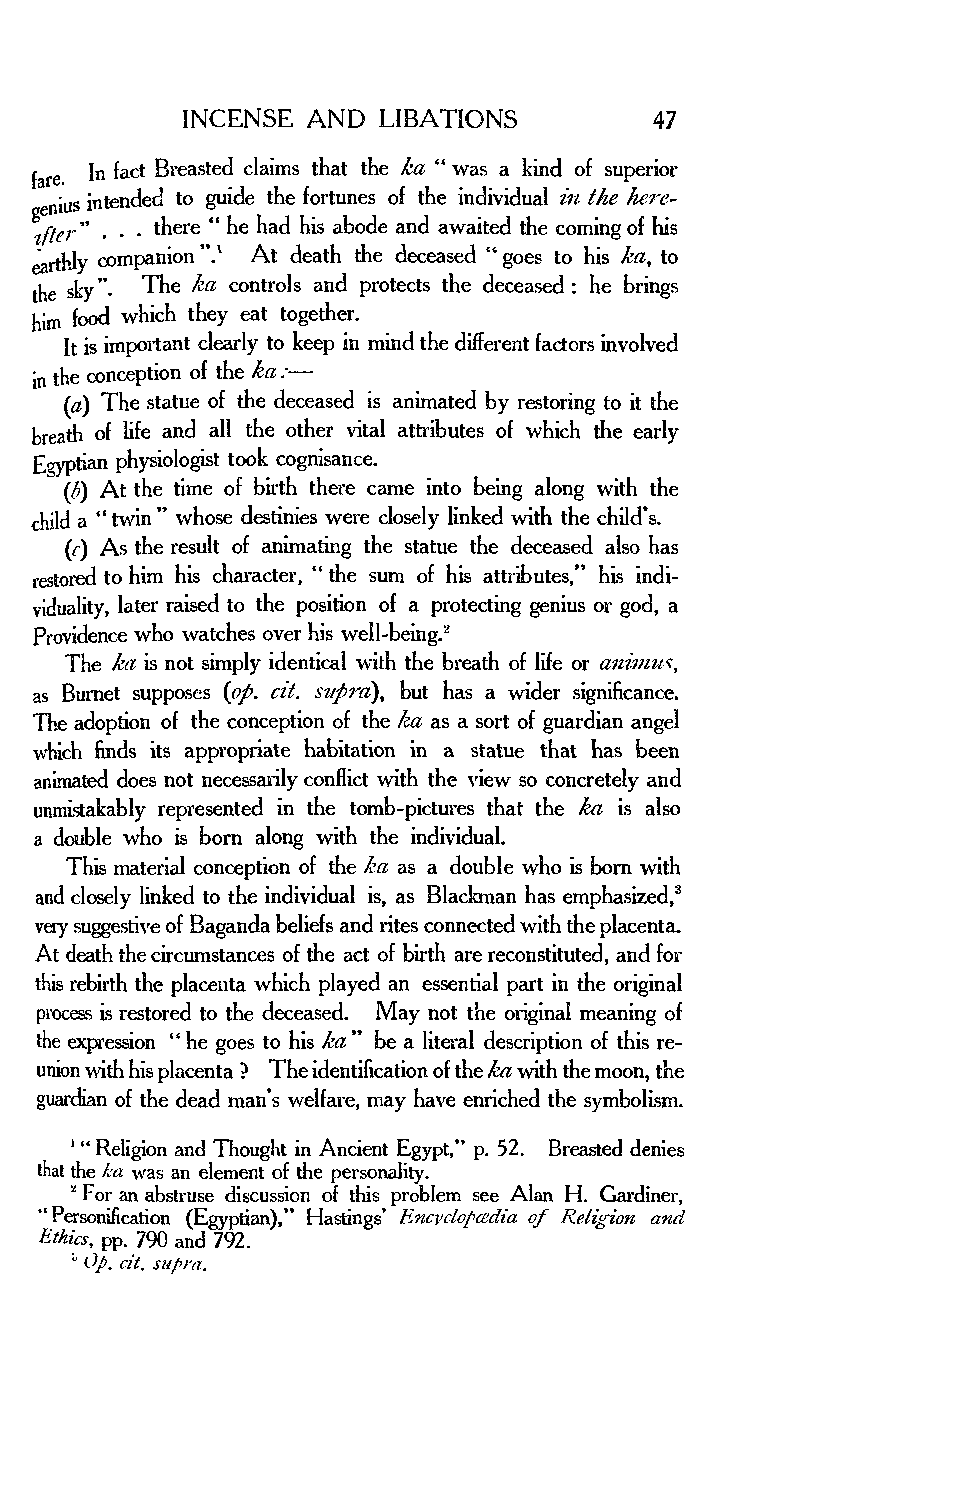 INCENSE AND LIBATIONS 47
fare. In fact Breasted claims that the ka “ was a kind of superior
genius intended to guide the fortunes of the individual in the here-
after” . . . there “ he had his abode and awaited the coming of his
earthly companion ”.¹ At death the deceased “ goes to his ka, to
the sky ”. The ka controls and protects the deceased : he brings
him food which they eat together.
It is important clearly to keep in mind the different factors involved
in the conception of the ka :—
(a) The statue of the deceased is animated by restoring to it the
breath of life and all the other vital attributes of which the early
Egyptian physiologist took cognisance.
(b) At the time of birth there came into being along with the
child a “ twin ” whose destinies were closely linked with the child’s.
(c) As the result of animating the statue the deceased also has
restored to him his character, “ the sum of his attributes,” his indi-
viduality, later raised to the position of a protecting genius or god, a
Providence who watches over his well-being.²
The ka is not simply identical with the breath of life or animus,
as Burnet supposes (op. cit. supra), but has a wider significance.
The adoption of the conception of the ka as a sort of guardian angel
which finds its appropriate habitation in a statue that has been
animated does not necessarily conflict with the view so concretely and
unmistakably represented in the tomb-pictures that the ka is also
a double who is born along with the individual.
This material conception of the ka as a double who is born with
and closely linked to the individual is, as Blackman has emphasized,³
very suggestive of Baganda beliefs and rites connected with the placenta.
At death the circumstances of the act of birth are reconstituted, and for
this rebirth the placenta which played an essential part in the original
process is restored to the deceased. May not the original meaning of
the expression “ he goes to his ka ” be a literal description of this re-
union with his placenta ? The identification of the ka with the moon, the
guardian of the dead man’s welfare, may have enriched the symbolism.
¹ “ Religion and Thought in Ancient Egypt,” p. 52. Breasted denies
that the ka was an element of the personality.
² For an abstruse discussion of this problem see Alan H. Gardiner,
“ Personification (Egyptian),” Hastings’ Encyclopædia of Religion and
Ethics, pp. 790 and 792.
³ Op. cit. supra.